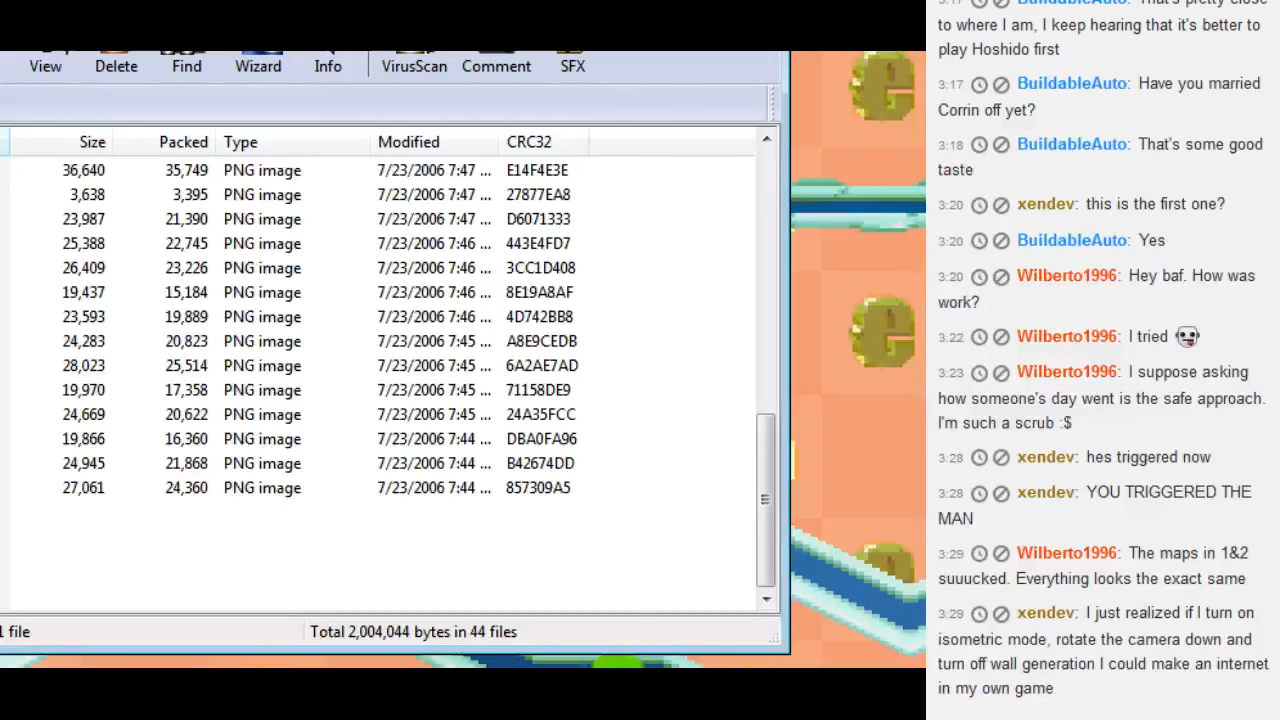 View Delete Find Wizard Info VirusScan Comment SFX
Size Packed Type Modified CRC32
36,640 35,749 PNG image 7/23/2006 7:47 ... E14F4E3E
3,638 3,395 PNG image 7/23/2006 7:47 ... 27877EA8
23,987 21,390 PNG image 7/23/2006 7:47 ... D6071333
25,388 22,745 PNG image 7/23/2006 7:46 ... 443E4FD7
26,409 23,226 PNG image 7/23/2006 7:46 ... 3CC1D408
19,437 15,184 PNG image 7/23/2006 7:46 ... 8E19A8AF
23,593 19,889 PNG image 7/23/2006 7:46 ... 4D742BB8
24,283 20,823 PNG image 7/23/2006 7:45 ... A8E9CEDB
28,023 25,514 PNG image 7/23/2006 7:45 ... 6A2AE7AD
19,970 17,358 PNG image 7/23/2006 7:45 ... 71158DE9
24,669 20,622 PNG image 7/23/2006 7:45 ... 24A35FCC
19,866 16,360 PNG image 7/23/2006 7:44 ... DBA0FA96
24,945 21,868 PNG image 7/23/2006 7:44 ... B42674DD
27,061 24,360 PNG image 7/23/2006 7:44 ... 857309A5
1 file Total 2,004,044 bytes in 44 files
3:17 BuildableAuto: That's pretty close
to where I am, I keep hearing that it's better to
play Hoshido first
3:17 BuildableAuto: Have you married
Corrin off yet?
3:18 BuildableAuto: That's some good
taste
3:20 xendev: this is the first one?
3:20 BuildableAuto: Yes
3:20 Wilberto1996: Hey baf. How was
work?
3:22 Wilberto1996: I tried
3:23 Wilberto1996: I suppose asking
how someone's day went is the safe approach.
I'm such a scrub :$
3:28 xendev: hes triggered now
3:28 xendev: YOU TRIGGERED THE
MAN
3:29 Wilberto1996: The maps in 1&2
suuucked. Everything looks the exact same
3:29 xendev: I just realized if I turn on
isometric mode, rotate the camera down and
turn off wall generation I could make an internet
in my own game